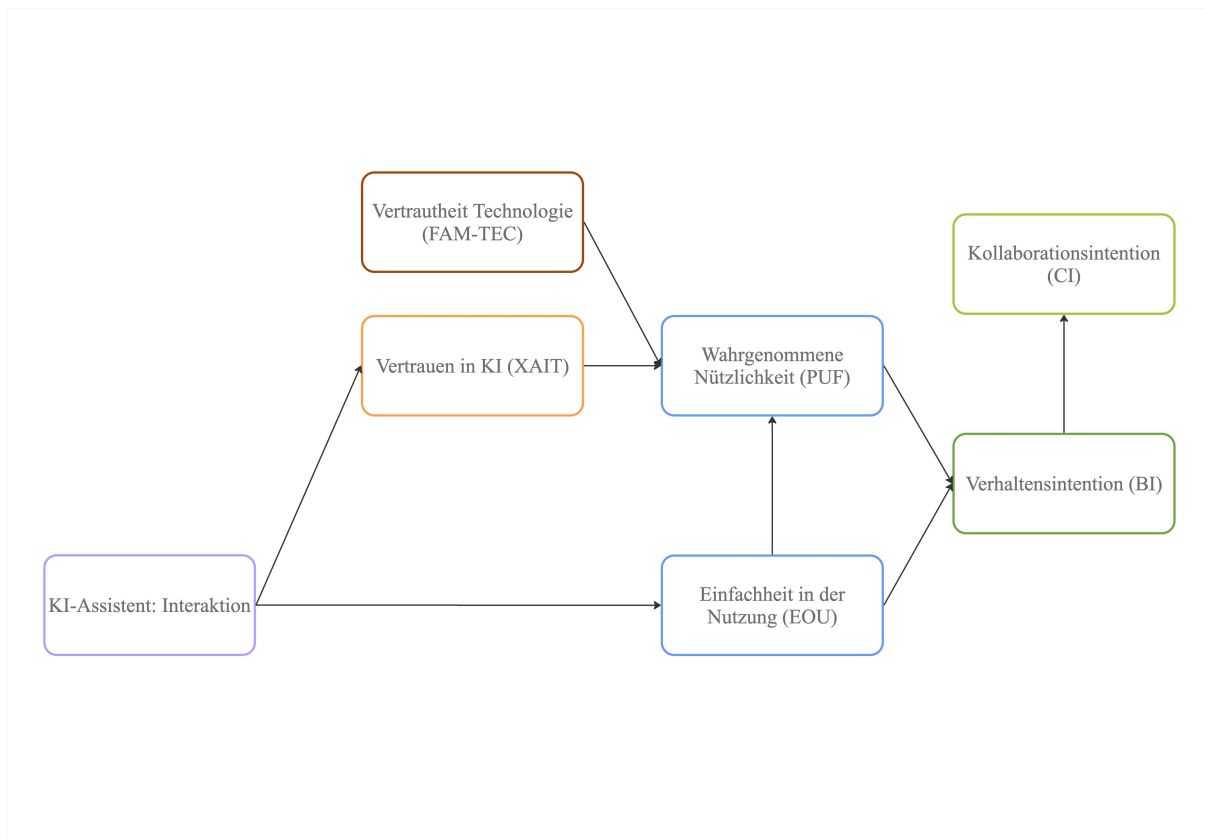 Vertrautheit Technologie
(FAM-TEC)
Kollaborationsintention
(CI)
Vertrauen in KI (XAIT)
Wahrgenommene
Nützlichkeit (PUF)
Verhaltensintention (BI)
KI-Assistent: Interaktion
Einfachheit in der
Nutzung (EOU)